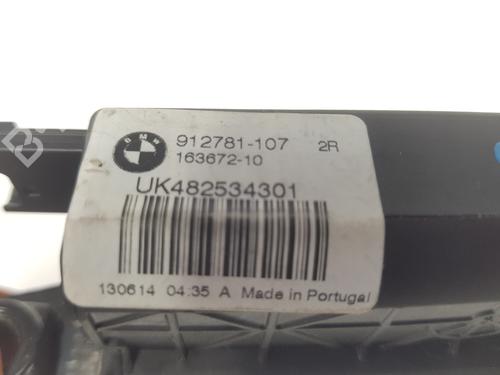 BMW
912781-107 2R
163672-10
UK482534301
130614 04:35 A Made in Portugal